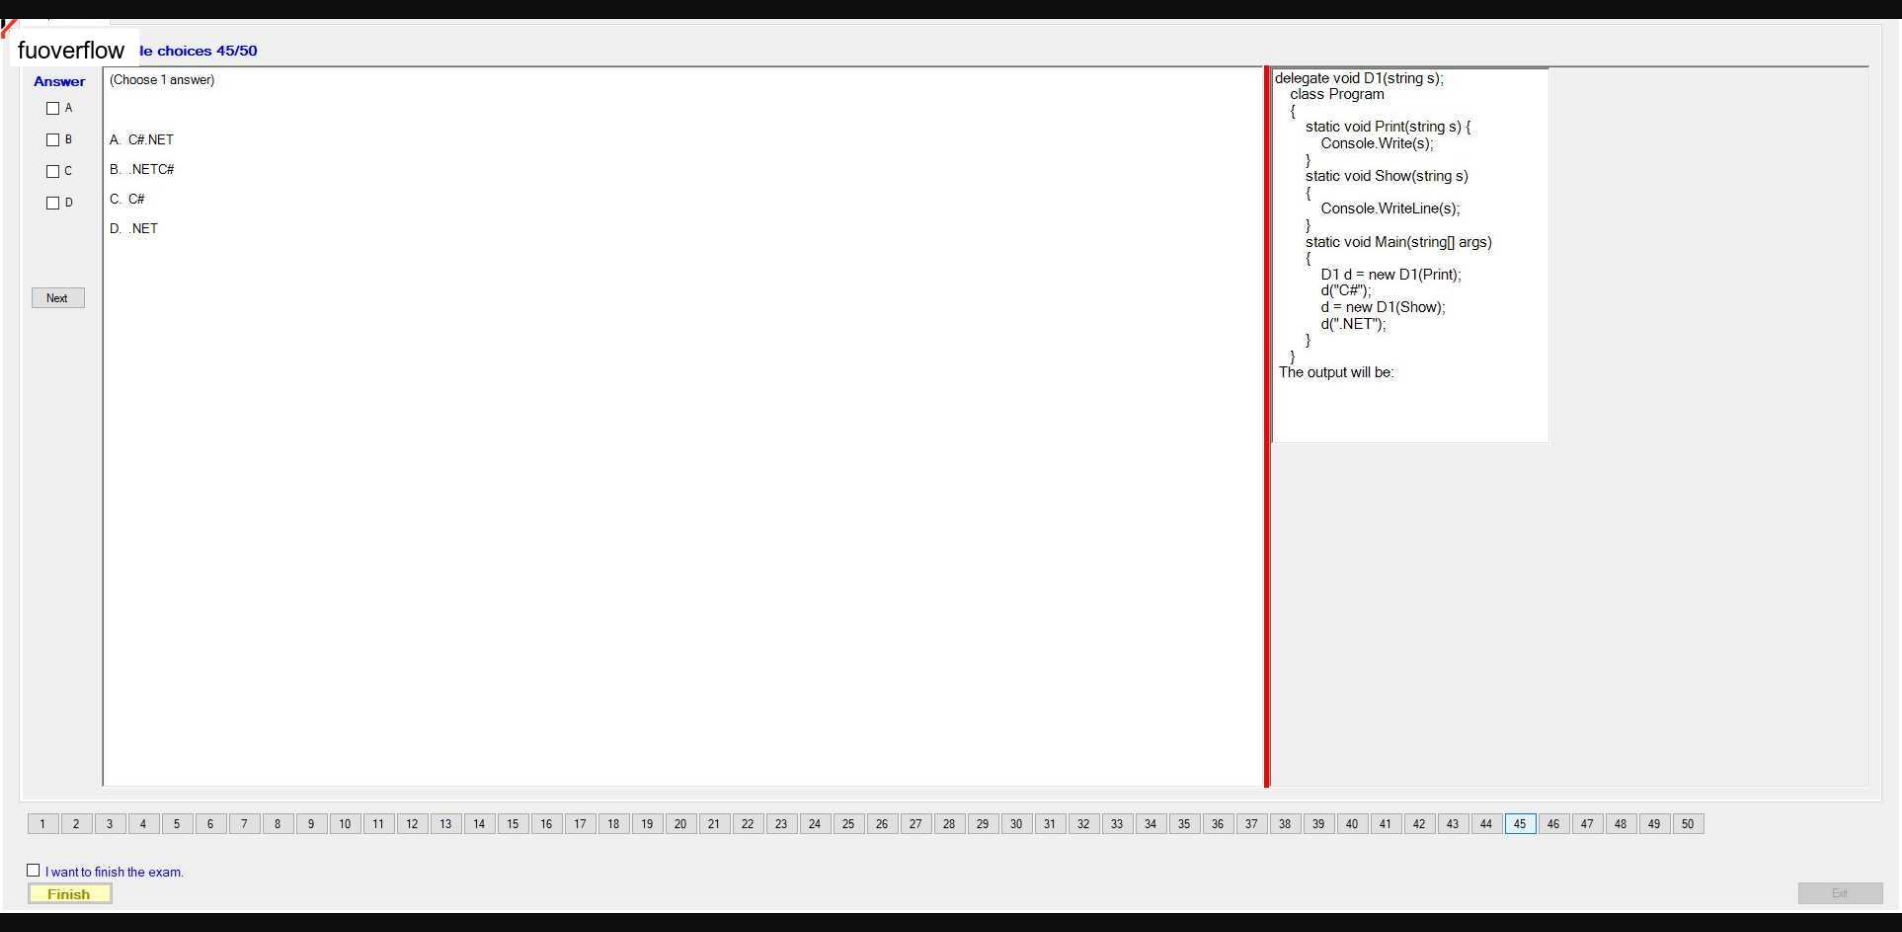 fuoverflow
le choices 45/50
Answer
(Choose 1 answer)
A
B
C
D
A. C#.NET
B. .NETC#
C. C#
D. .NET
Next
delegate void D1(string s);
class Program
{
static void Print(string s) {
Console.Write(s);
}
static void Show(string s)
{
Console.WriteLine(s);
}
static void Main(string[] args)
{
D1 d = new D1(Print);
d("C#");
d = new D1(Show);
d(".NET");
}
}
The output will be:
1 2 3 4 5 6 7 8 9 10 11 12 13 14 15 16 17 18 19 20 21 22 23 24 25 26 27 28 29 30 31 32 33 34 35 36 37 38 39 40 41 42 43 44 45 46 47 48 49 50
I want to finish the exam.
Finish
Exit